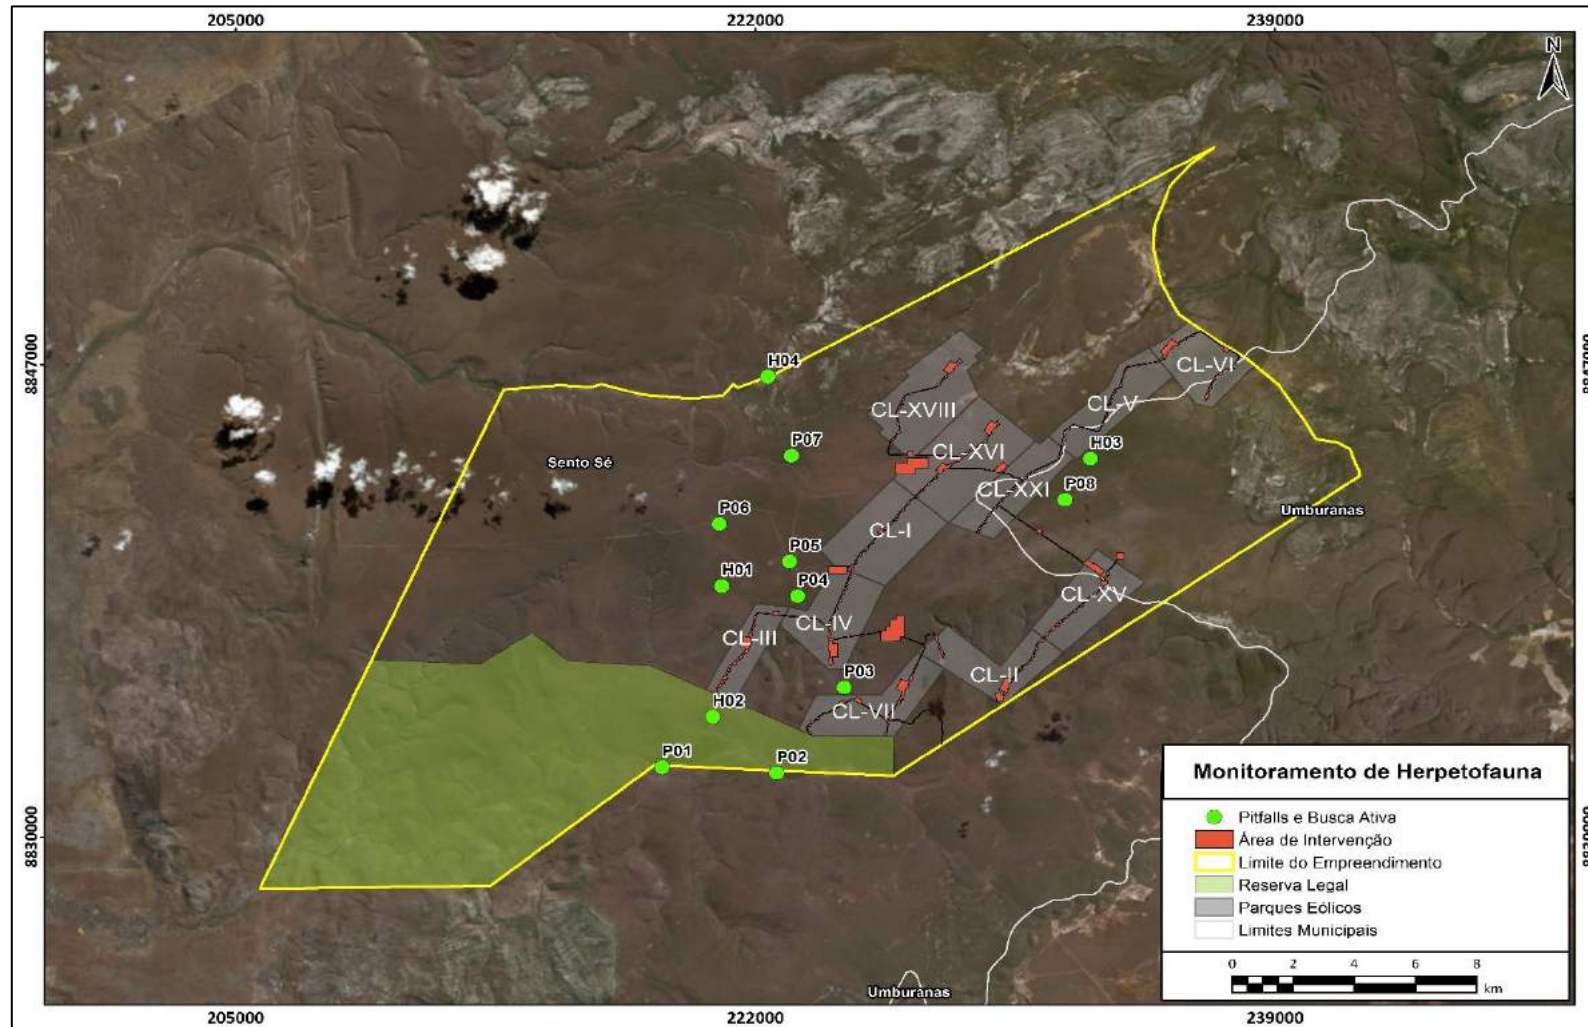 205000 222000 239000
N
8847000 8847000
H04
CL-VI
CL-V
CL-XVIII
P07
H03
CL-XVI
Sento Sé
CL-XXI
P08
Umburanas
P06
CL-I
P05
H01
P04
CL-XV
CL-IV
CL-III
CL-II
P03
H02
CL-VII
P01
P02
Monitoramento de Herpetofauna
Pitfalls e Busca Ativa
8830000 8830000
Área de Intervenção
Limite do Empreendimento
Reserva Legal
Parques Eólicos
Limites Municipais
0 2 4 6 8
km
Umburanas
205000 222000 239000